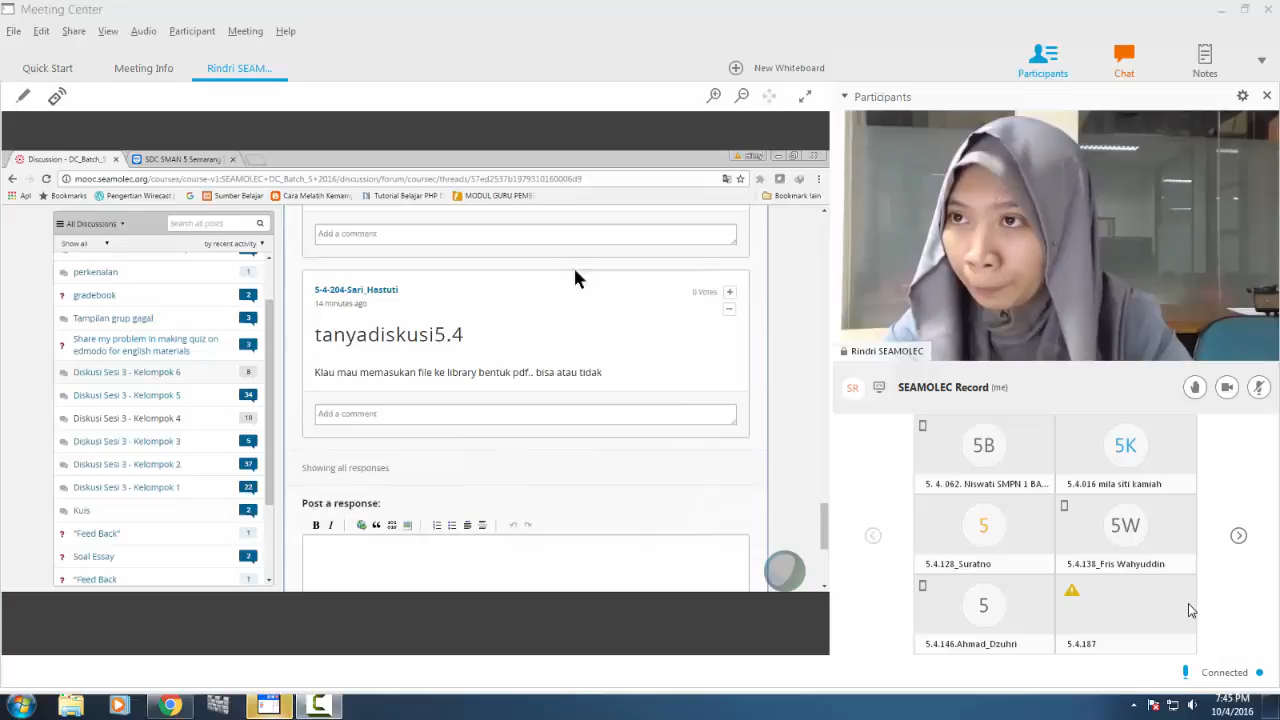 Meeting Center
File Edit Share View Audio Participant Meeting Help
Quick Start Meeting Info Rindri SEAM... New Whiteboard
Participants Chat Notes
Participants
Discussion - DC_Batch_5 SDC SMAN 5 Semarang
mooc.seamolec.org/courses/course-v1:SEAMOLEC+DC_Batch_5+2016/discussion/forum/coursec/threads/57ed2537b1979310160006d9
Apl Bookmarks Pengertian Wirecast Sumber Belajar Cara Melatih Keman Tutorial Belajar PHP D MODUL GURU PEMB Bookmark lain
All Discussions Search all posts
Show all by recent activity
perkenalan 1
gradebook 2
Tampilan grup gagal 3
Share my problem in making quiz on
edmodo for english materials 3
Diskusi Sesi 3 - Kelompok 6 8
Diskusi Sesi 3 - Kelompok 5 34
Diskusi Sesi 3 - Kelompok 4 10
Diskusi Sesi 3 - Kelompok 3 5
Diskusi Sesi 3 - Kelompok 2 37
Diskusi Sesi 3 - Kelompok 1 22
Kuis 2
"Feed Back" 1
Soal Essay 2
"Feed Back 1
Add a comment
5-4-204-Sari_Hastuti 0 Votes
14 minutes ago
tanyadiskusi5.4
Klau mau memasukan file ke library bentuk pdf.. bisa atau tidak
Add a comment
Showing all responses
Post a response:
B I
Rindri SEAMOLEC
SR SEAMOLEC Record (me)
5B 5K
5. 4. 062. Niswati SMPN 1 BA... 5.4.016 mila siti kamiah
5 5W
5.4.128_Suratno 5.4.138_Fris Wahyuddin
5
5.4.146.Ahmad_Dzuhri 5.4.187
Connected
7:45 PM
10/4/2016